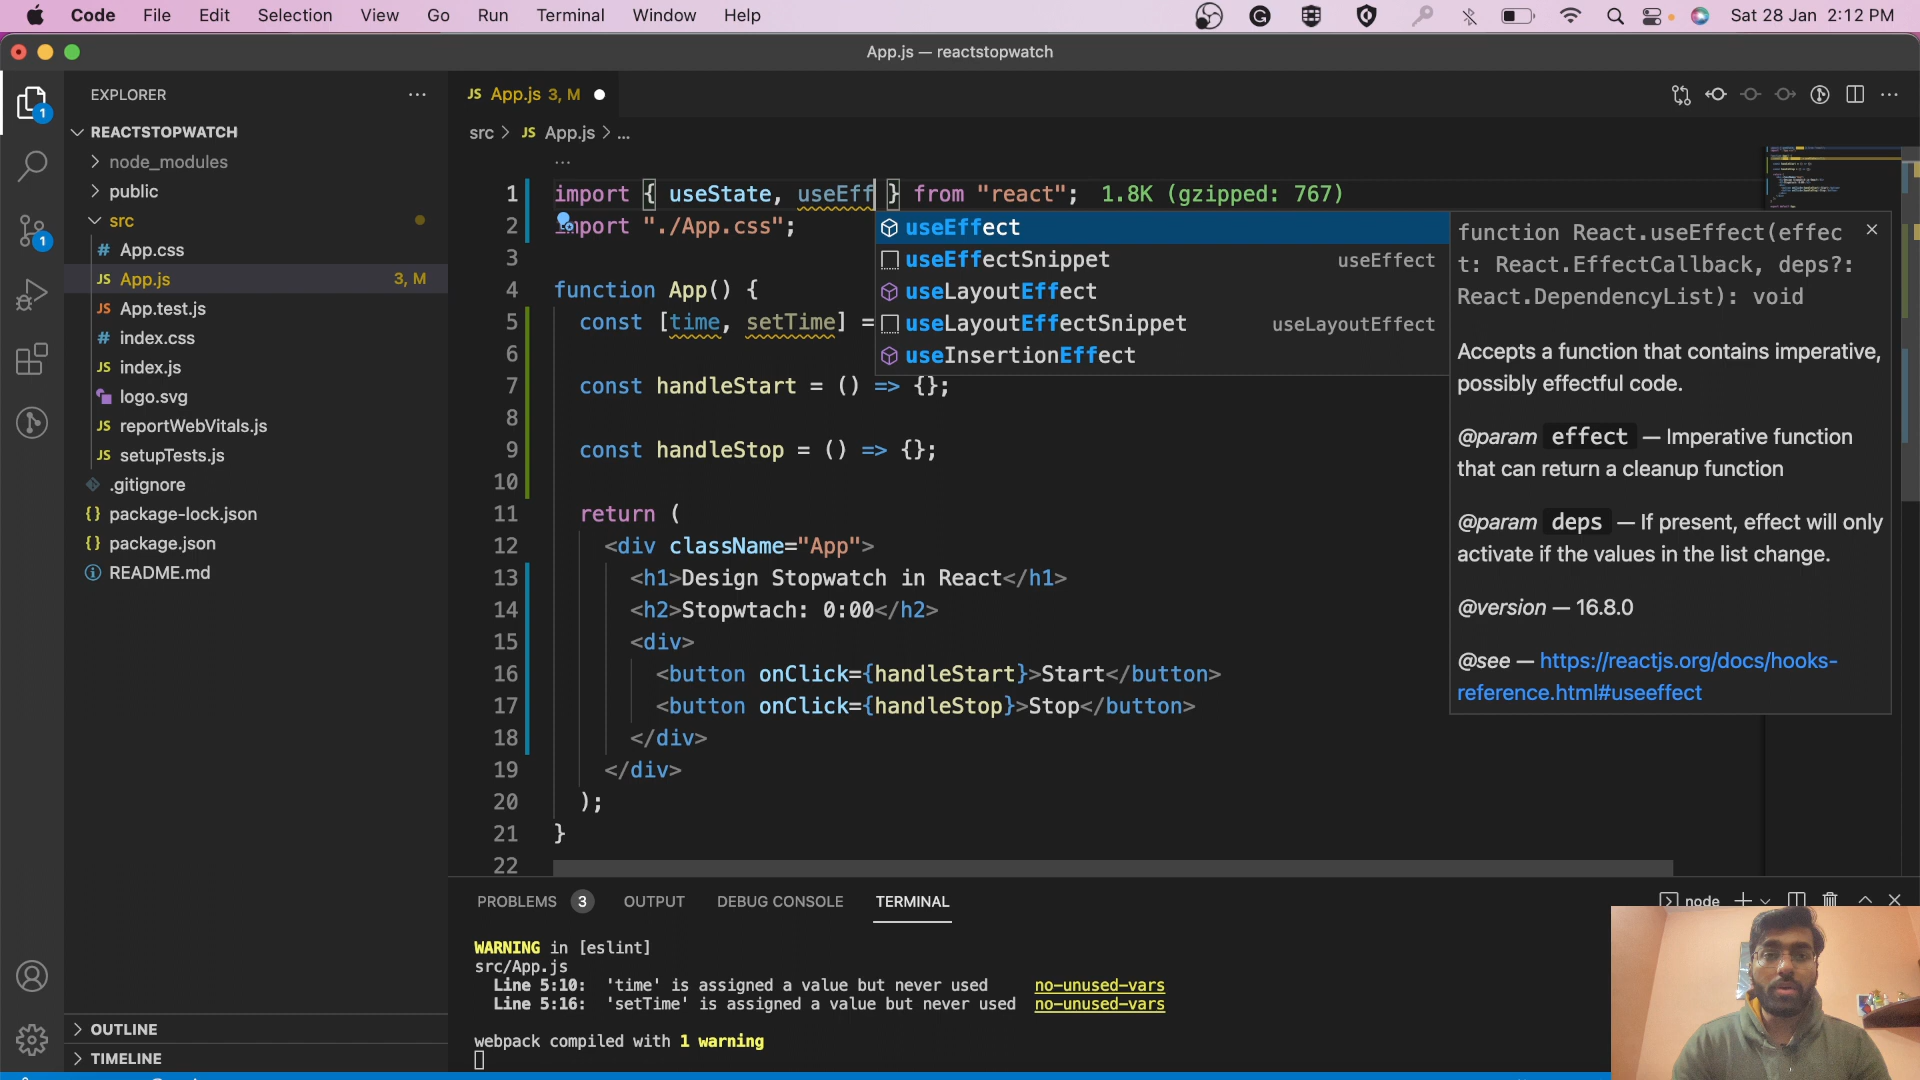 Code File Edit Selection View Go Run Terminal Window Help Sat 28 Jan 2:12 PM
App.js — reactstopwatch
EXPLORER
REACTSTOPWATCH
node_modules
public
src
# App.css
JS App.js 3, M
JS App.test.js
# index.css
JS index.js
logo.svg
JS reportWebVitals.js
JS setupTests.js
.gitignore
{} package-lock.json
{} package.json
README.md
OUTLINE
TIMELINE
1
1
JS App.js 3, M
src > JS App.js > ...
...
1 import { useState, useEff } from "react"; 1.8K (gzipped: 767)
2 import "./App.css";
3
4 function App() {
5 const [time, setTime] =
6
7 const handleStart = () => {};
8
9 const handleStop = () => {};
10
11 return (
12 <div className="App">
13 <h1>Design Stopwatch in React</h1>
14 <h2>Stopwtach: 0:00</h2>
15 <div>
16 <button onClick={handleStart}>Start</button>
17 <button onClick={handleStop}>Stop</button>
18 </div>
19 </div>
20 );
21 }
22
useEffect
useEffectSnippet useEffect
useLayoutEffect
useLayoutEffectSnippet useLayoutEffect
useInsertionEffect
function React.useEffect(effec
t: React.EffectCallback, deps?:
React.DependencyList): void
Accepts a function that contains imperative,
possibly effectful code.
@param effect — Imperative function
that can return a cleanup function
@param deps — If present, effect will only
activate if the values in the list change.
@version — 16.8.0
@see — https://reactjs.org/docs/hooks-
reference.html#useeffect
PROBLEMS 3 OUTPUT DEBUG CONSOLE TERMINAL node
WARNING in [eslint]
src/App.js
Line 5:10: 'time' is assigned a value but never used no-unused-vars
Line 5:16: 'setTime' is assigned a value but never used no-unused-vars
webpack compiled with 1 warning